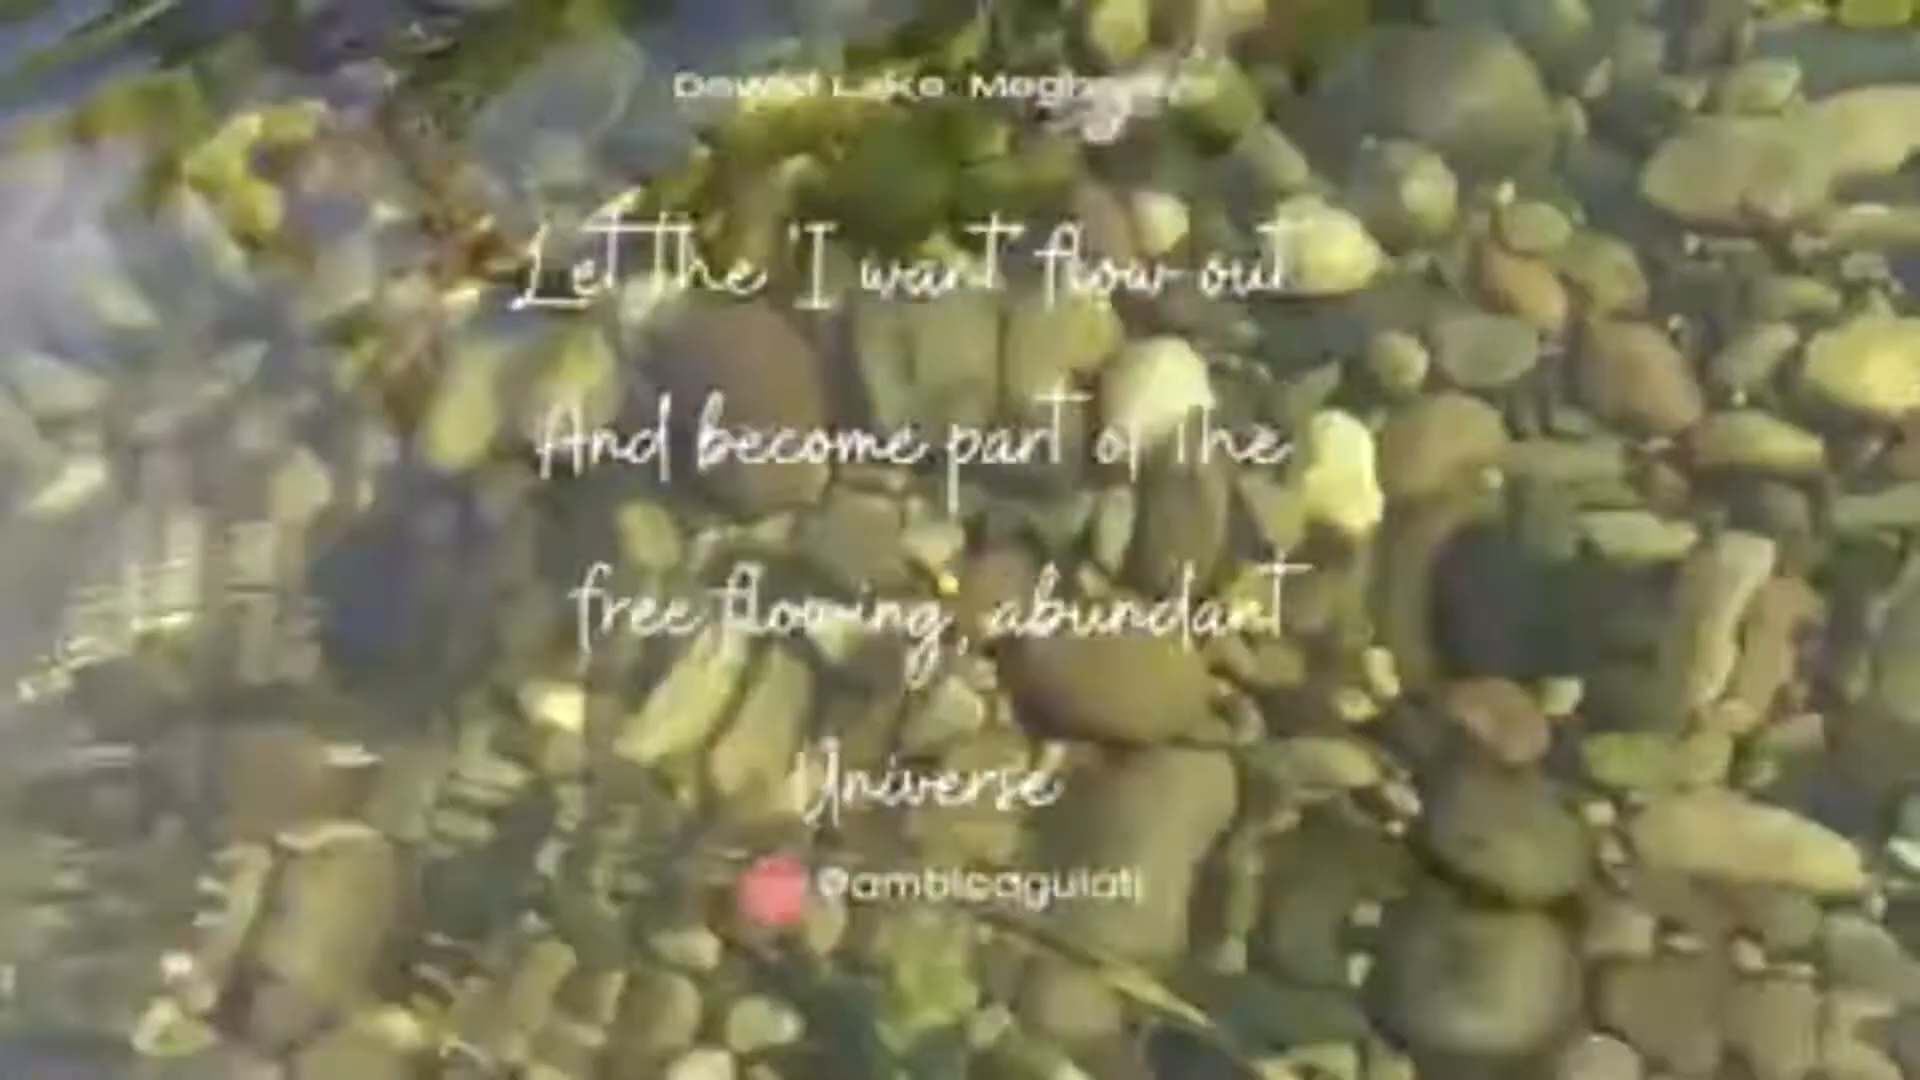 Dawki Lake, Meghalaya
Let the 'I want flow out
And become part of the
free flowing, abundant
Universe
@ambicagulati